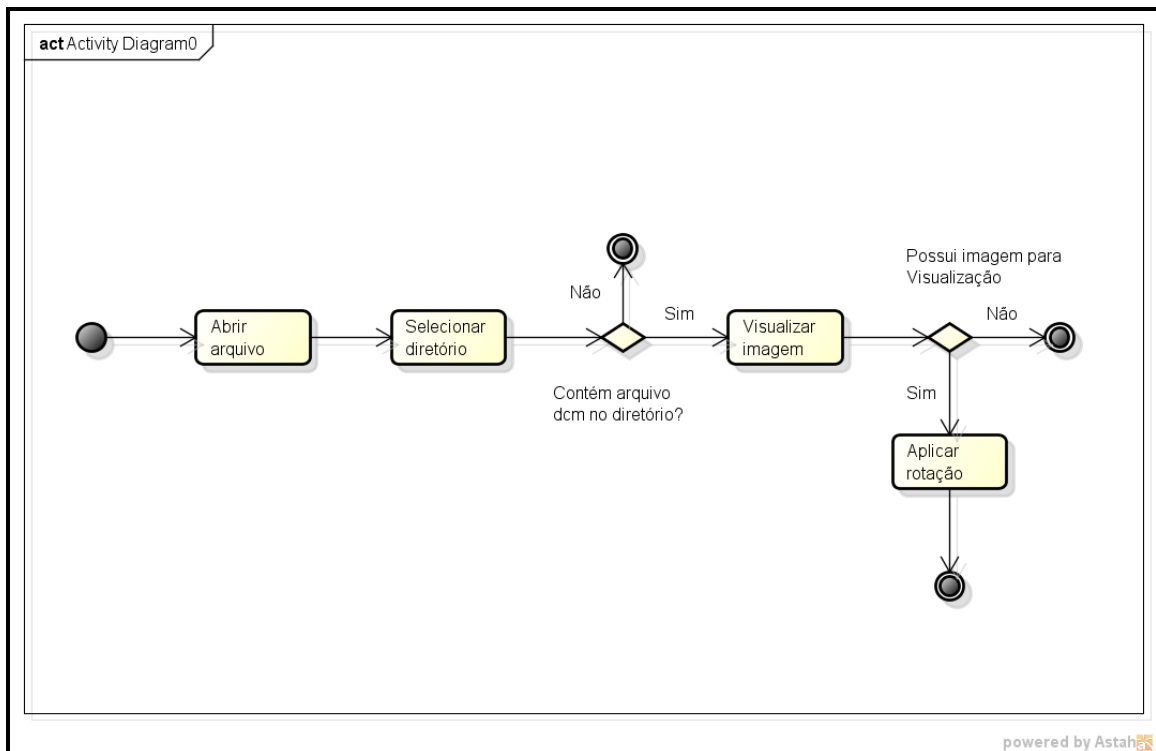 act Activity Diagram0
Abrir
arquivo
Selecionar
diretório
Não
Sim
Contém arquivo
dcm no diretório?
Visualizar
imagem
Possui imagem para
Visualização
Não
Sim
Aplicar
rotação
powered by Astah